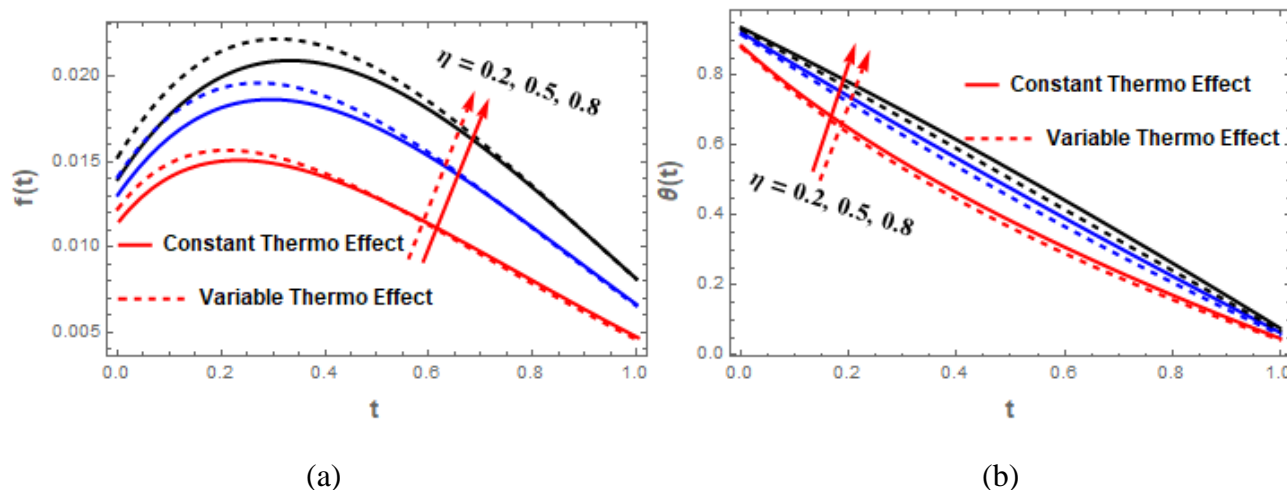 0.020
0.015
0.010
0.005
f(t)
η = 0.2, 0.5, 0.8
Constant Thermo Effect
Variable Thermo Effect
0.0 0.2 0.4 0.6 0.8 1.0
t
(a)
0.8
0.6
0.4
0.2
0.0
θ(t)
Constant Thermo Effect
Variable Thermo Effect
η = 0.2, 0.5, 0.8
0.0 0.2 0.4 0.6 0.8 1.0
t
(b)